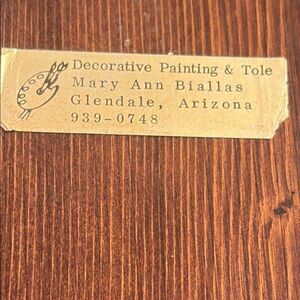 Decorative Painting & Tole
Mary Ann Biallas
Glendale, Arizona
939-0748